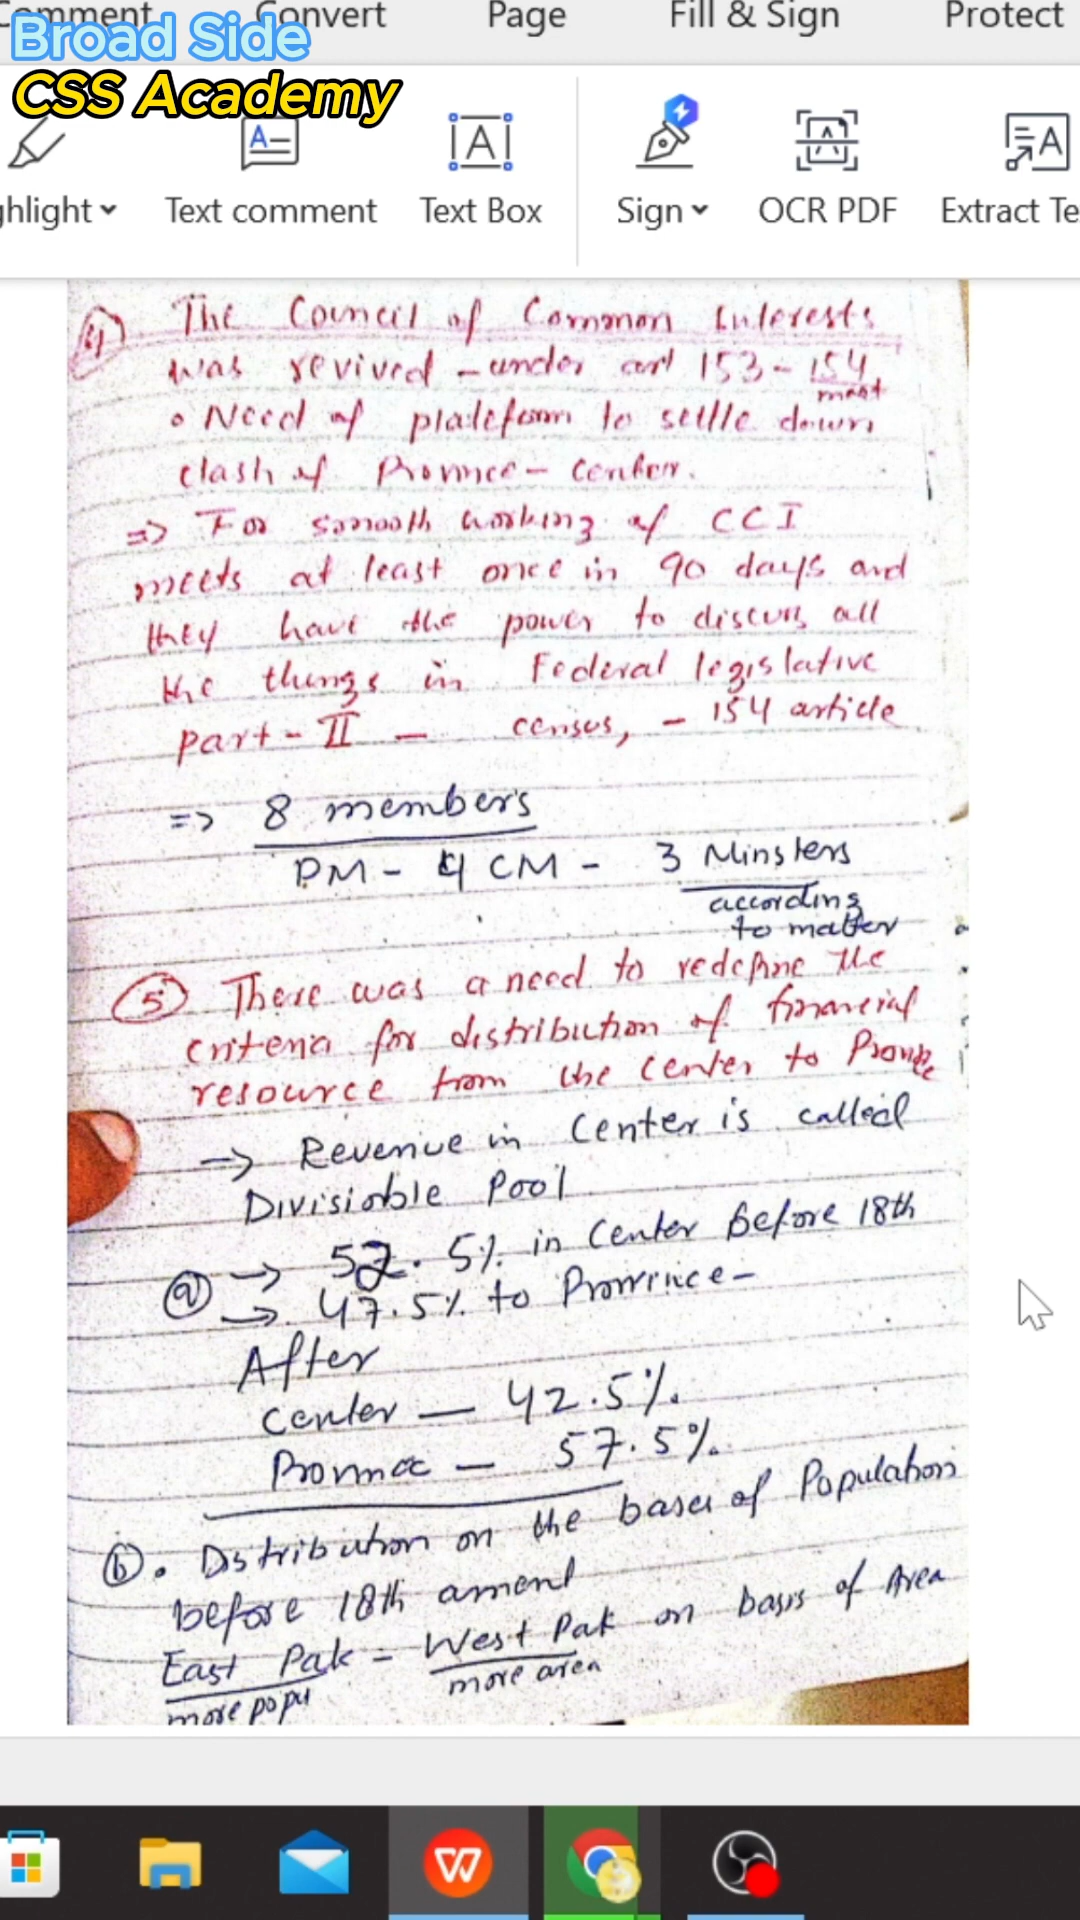 Comment Convert Page Fill & Sign Protect
Broad Side
CSS Academy
ghlight Text comment Text Box Sign OCR PDF Extract Te
4) The Council of Common Interests
was revived - under art 153 - 154
meet
• Need of plateform to settle down
clash of Province - Center.
=> For smooth working of CCI
meets at least once in 90 days and
they have the power to discuss all
the things in Federal legislative
part - II - census, - 154 article
=> 8 members
PM - 4 CM - 3 Minsters
according
to matter
5) There was a need to redefine the
criteria for distribution of financial
resource from the center to Province
→ Revenue in Center is called
Divisiable Pool
→ 52.5% in Center Before 18th
(a) → 47.5% to Province -
After
Center — 42.5%.
Province — 57.5%.
(b). Distribution on the bases of Population
before 18th amend
East Pak - West Pak on basis of Area
more popu more area